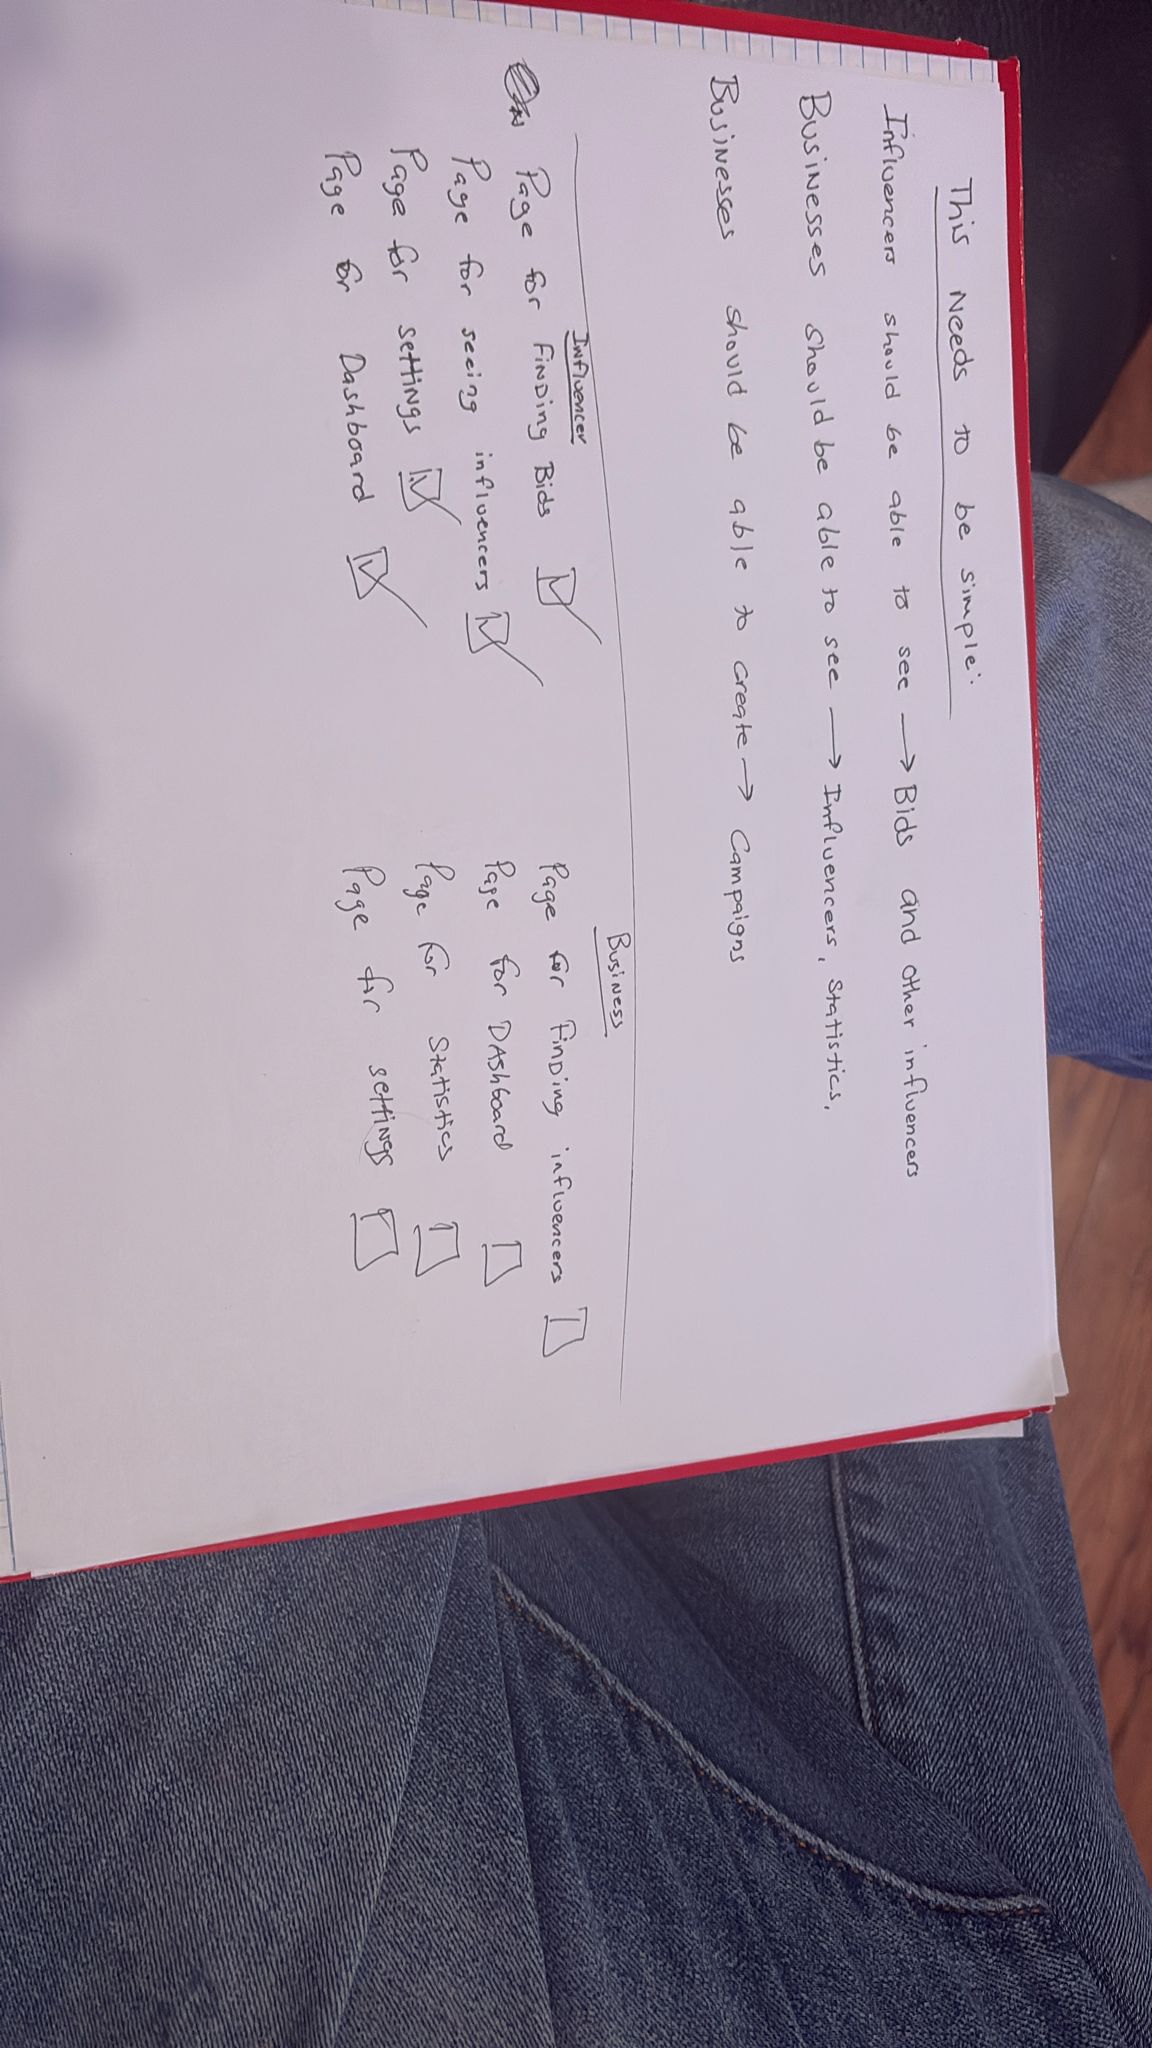 This Needs to be simple:
Influencers should be able to see → Bids and other influencers
Businesses should be able to see → Influencers, Statistics,
Businesses should be able to create → Campaigns
Influencer
Page for Finding Bids
Page for seeing influencers
Page for settings
Page for Dashboard
Business
Page for Finding influencers
Page for DAshboard
Page for Statistics
Page for settings